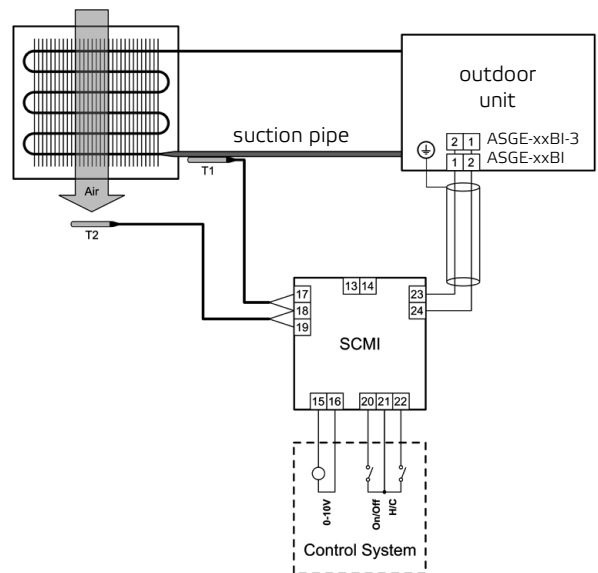 outdoor
unit
2 1 ASGE-xxBI-3
1 2 ASGE-xxBI
suction pipe
T1
Air
T2
13 14
17
18
19
23
24
SCMI
15 16
20 21 22
0-10V
On/Off
H/C
Control System